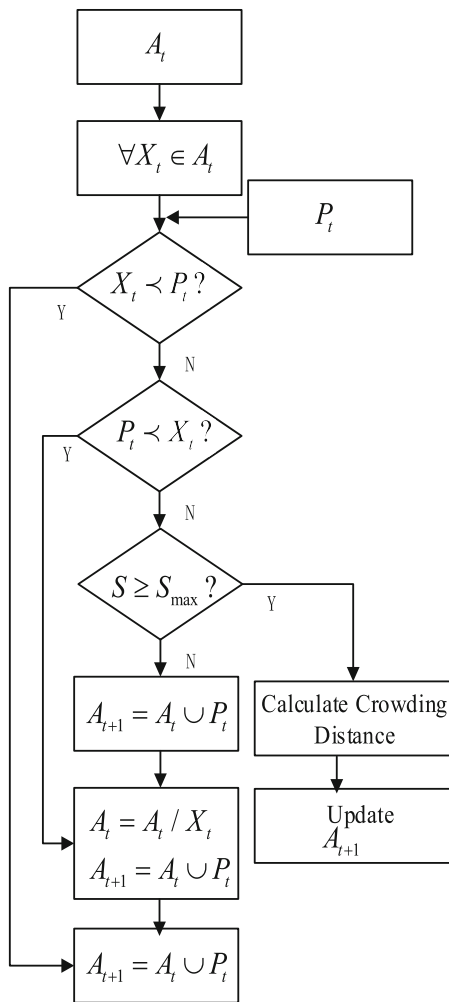 A_t
∀X_t ∈ A_t
P_t
X_t ≺ P_t ?
Y
N
P_t ≺ X_t ?
Y
N
S ≥ S_max ?
Y
N
A_{t+1} = A_t ∪ P_t
Calculate Crowding
Distance
A_t = A_t / X_t
A_{t+1} = A_t ∪ P_t
Update
A_{t+1}
A_{t+1} = A_t ∪ P_t